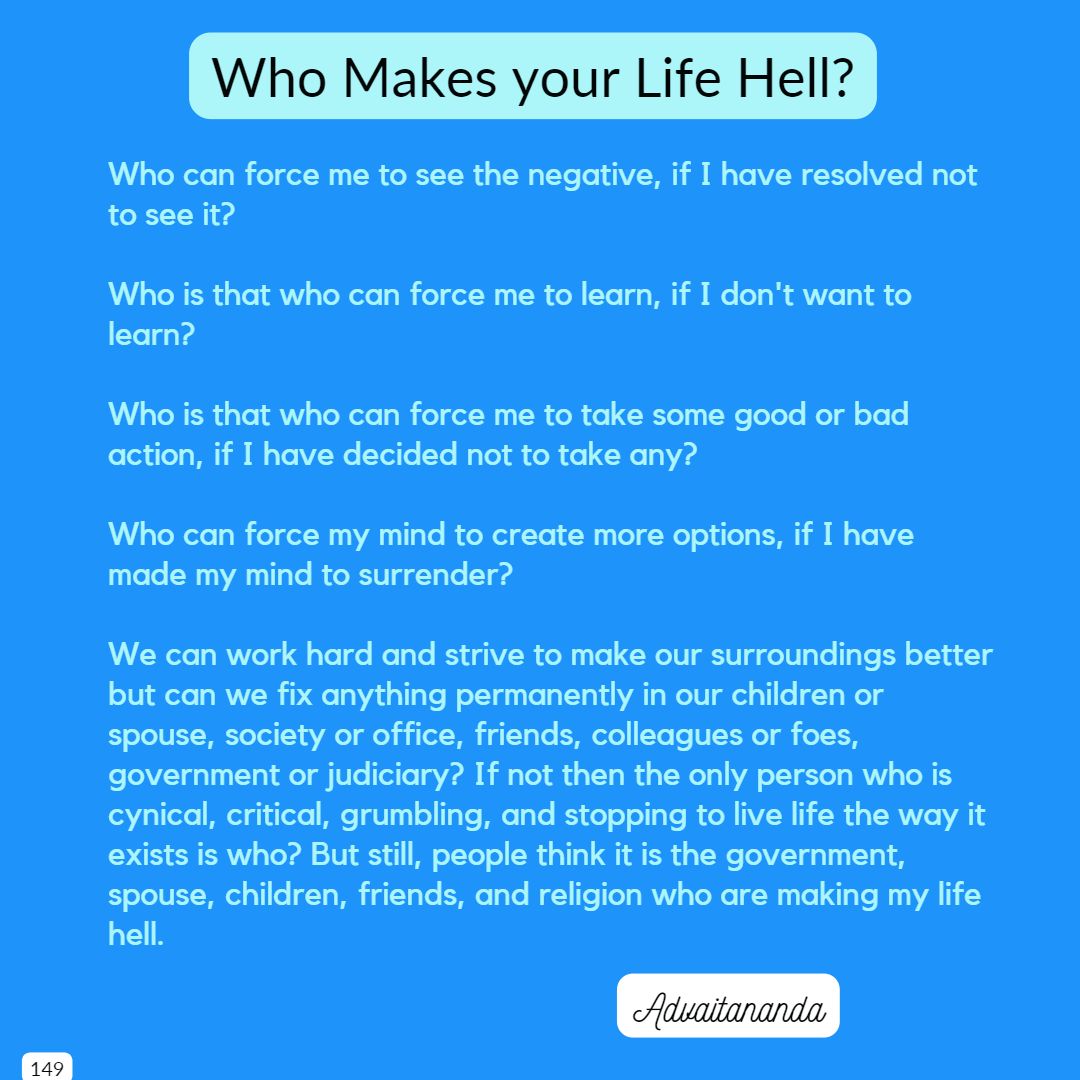 Who Makes your Life Hell?
Who can force me to see the negative, if I have resolved not
to see it?
Who is that who can force me to learn, if I don't want to
learn?
Who is that who can force me to take some good or bad
action, if I have decided not to take any?
Who can force my mind to create more options, if I have
made my mind to surrender?
We can work hard and strive to make our surroundings better
but can we fix anything permanently in our children or
spouse, society or office, friends, colleagues or foes,
government or judiciary? If not then the only person who is
cynical, critical, grumbling, and stopping to live life the way it
exists is who? But still, people think it is the government,
spouse, children, friends, and religion who are making my life
hell.
Advaitananda
149